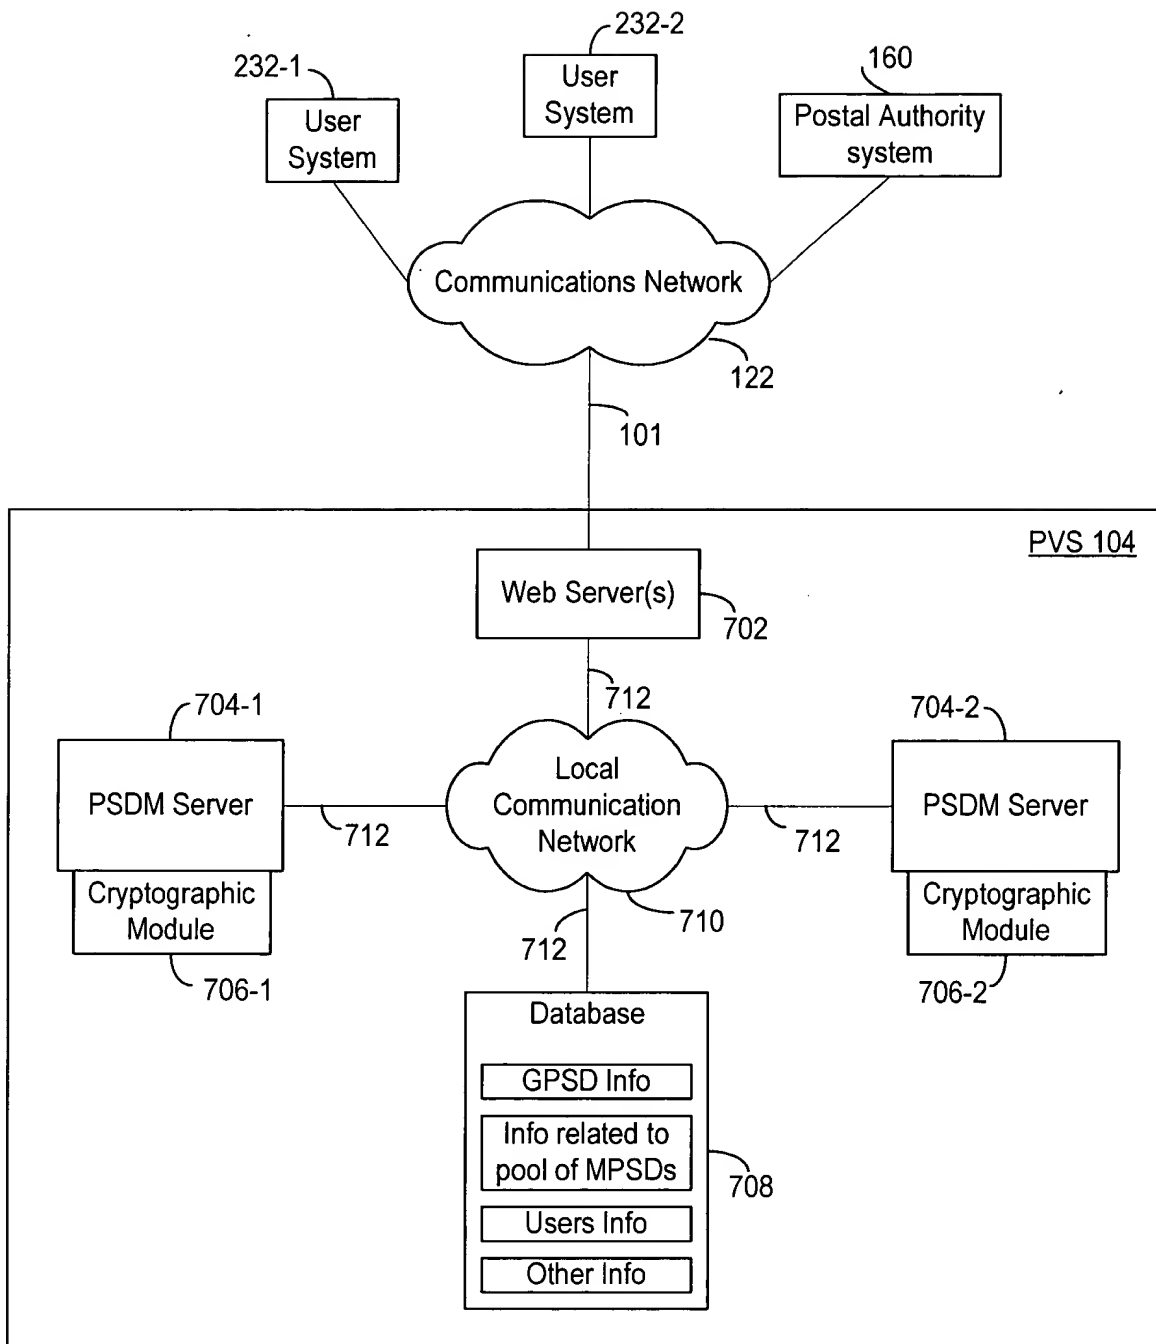 232-2
232-1
160
User
System
User
System
Postal Authority
system
Communications Network
122
101
PVS 104
Web Server(s)
702
712
704-1
704-2
PSDM Server
Local
Communication
Network
PSDM Server
712
712
Cryptographic
Module
710
Cryptographic
Module
712
706-1
706-2
Database
GPSD Info
Info related to
pool of MPSDs
708
Users Info
Other Info